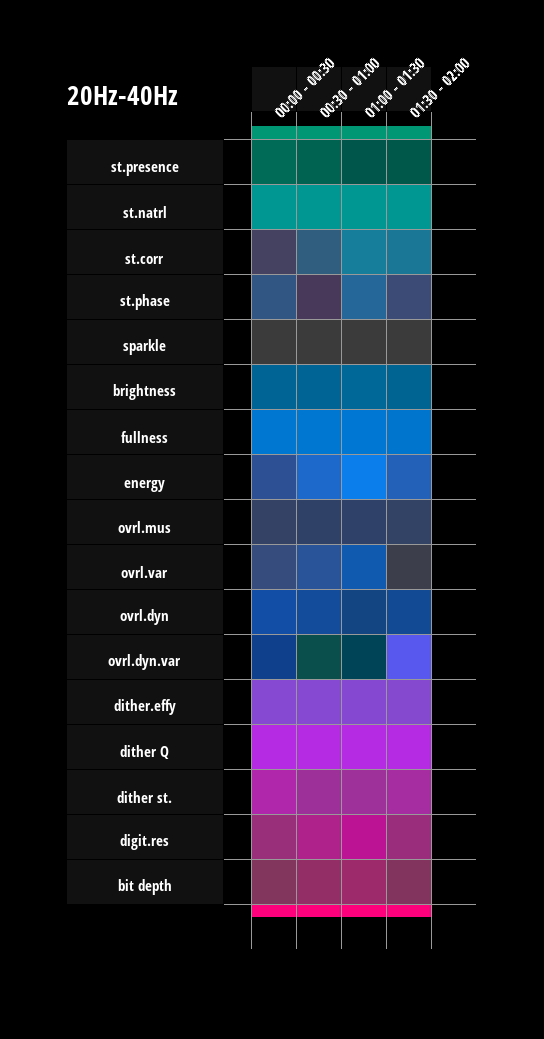 20Hz-40Hz
00:00 - 00:30
00:30 - 01:00
01:00 - 01:30
01:30 - 02:00
st.presence
st.natrl
st.corr
st.phase
sparkle
brightness
fullness
energy
ovrl.mus
ovrl.var
ovrl.dyn
ovrl.dyn.var
dither.effy
dither Q
dither st.
digit.res
bit depth